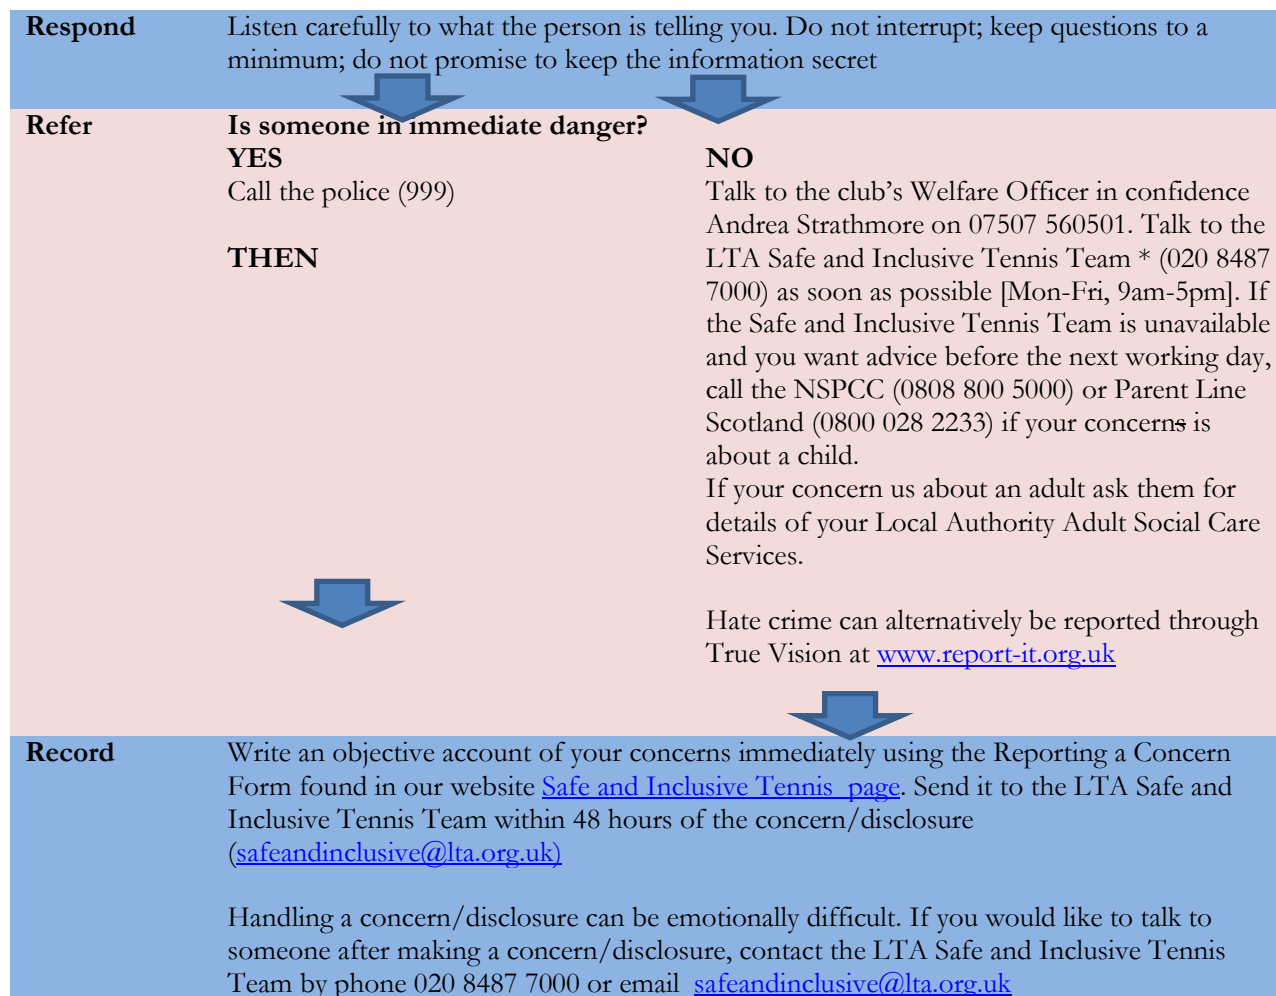 Respond
Listen carefully to what the person is telling you. Do not interrupt; keep questions to a
minimum; do not promise to keep the information secret
Refer
Is someone in immediate danger?
YES
Call the police (999)
THEN
NO
Talk to the club’s Welfare Officer in confidence
Andrea Strathmore on 07507 560501. Talk to the
LTA Safe and Inclusive Tennis Team * (020 8487
7000) as soon as possible [Mon-Fri, 9am-5pm]. If
the Safe and Inclusive Tennis Team is unavailable
and you want advice before the next working day,
call the NSPCC (0808 800 5000) or Parent Line
Scotland (0800 028 2233) if your concerns is
about a child.
If your concern us about an adult ask them for
details of your Local Authority Adult Social Care
Services.
Hate crime can alternatively be reported through
True Vision at www.report-it.org.uk
Record
Write an objective account of your concerns immediately using the Reporting a Concern
Form found in our website Safe and Inclusive Tennis  page. Send it to the LTA Safe and
Inclusive Tennis Team within 48 hours of the concern/disclosure
(safeandinclusive@lta.org.uk)
Handling a concern/disclosure can be emotionally difficult. If you would like to talk to
someone after making a concern/disclosure, contact the LTA Safe and Inclusive Tennis
Team by phone 020 8487 7000 or email  safeandinclusive@lta.org.uk